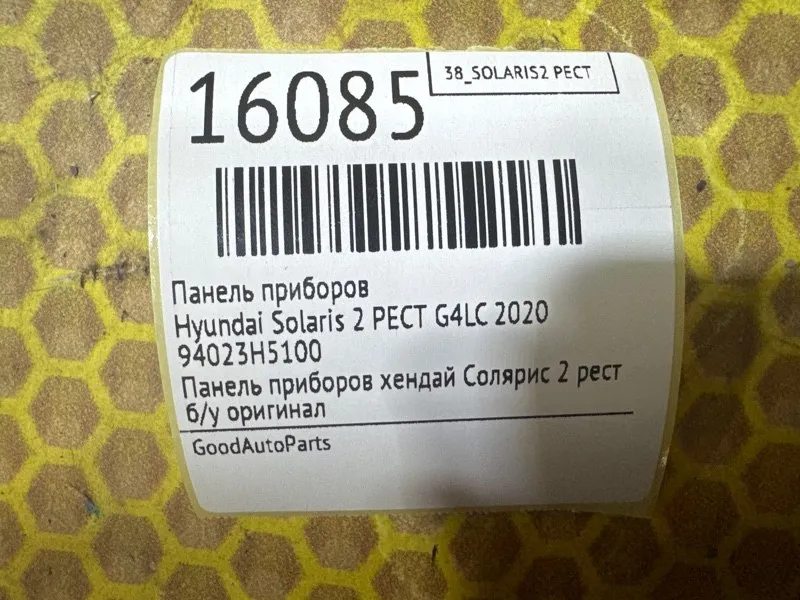 16085
38_SOLARIS2 РЕСТ
Панель приборов
Hyundai Solaris 2 РЕСТ G4LC 2020
94023H5100
Панель приборов хендай Солярис 2 рест
б/у оригинал
GoodAutoParts